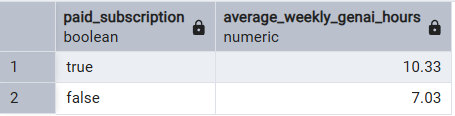 paid_subscription average_weekly_genai_hours
boolean numeric
1 true 10.33
2 false 7.03